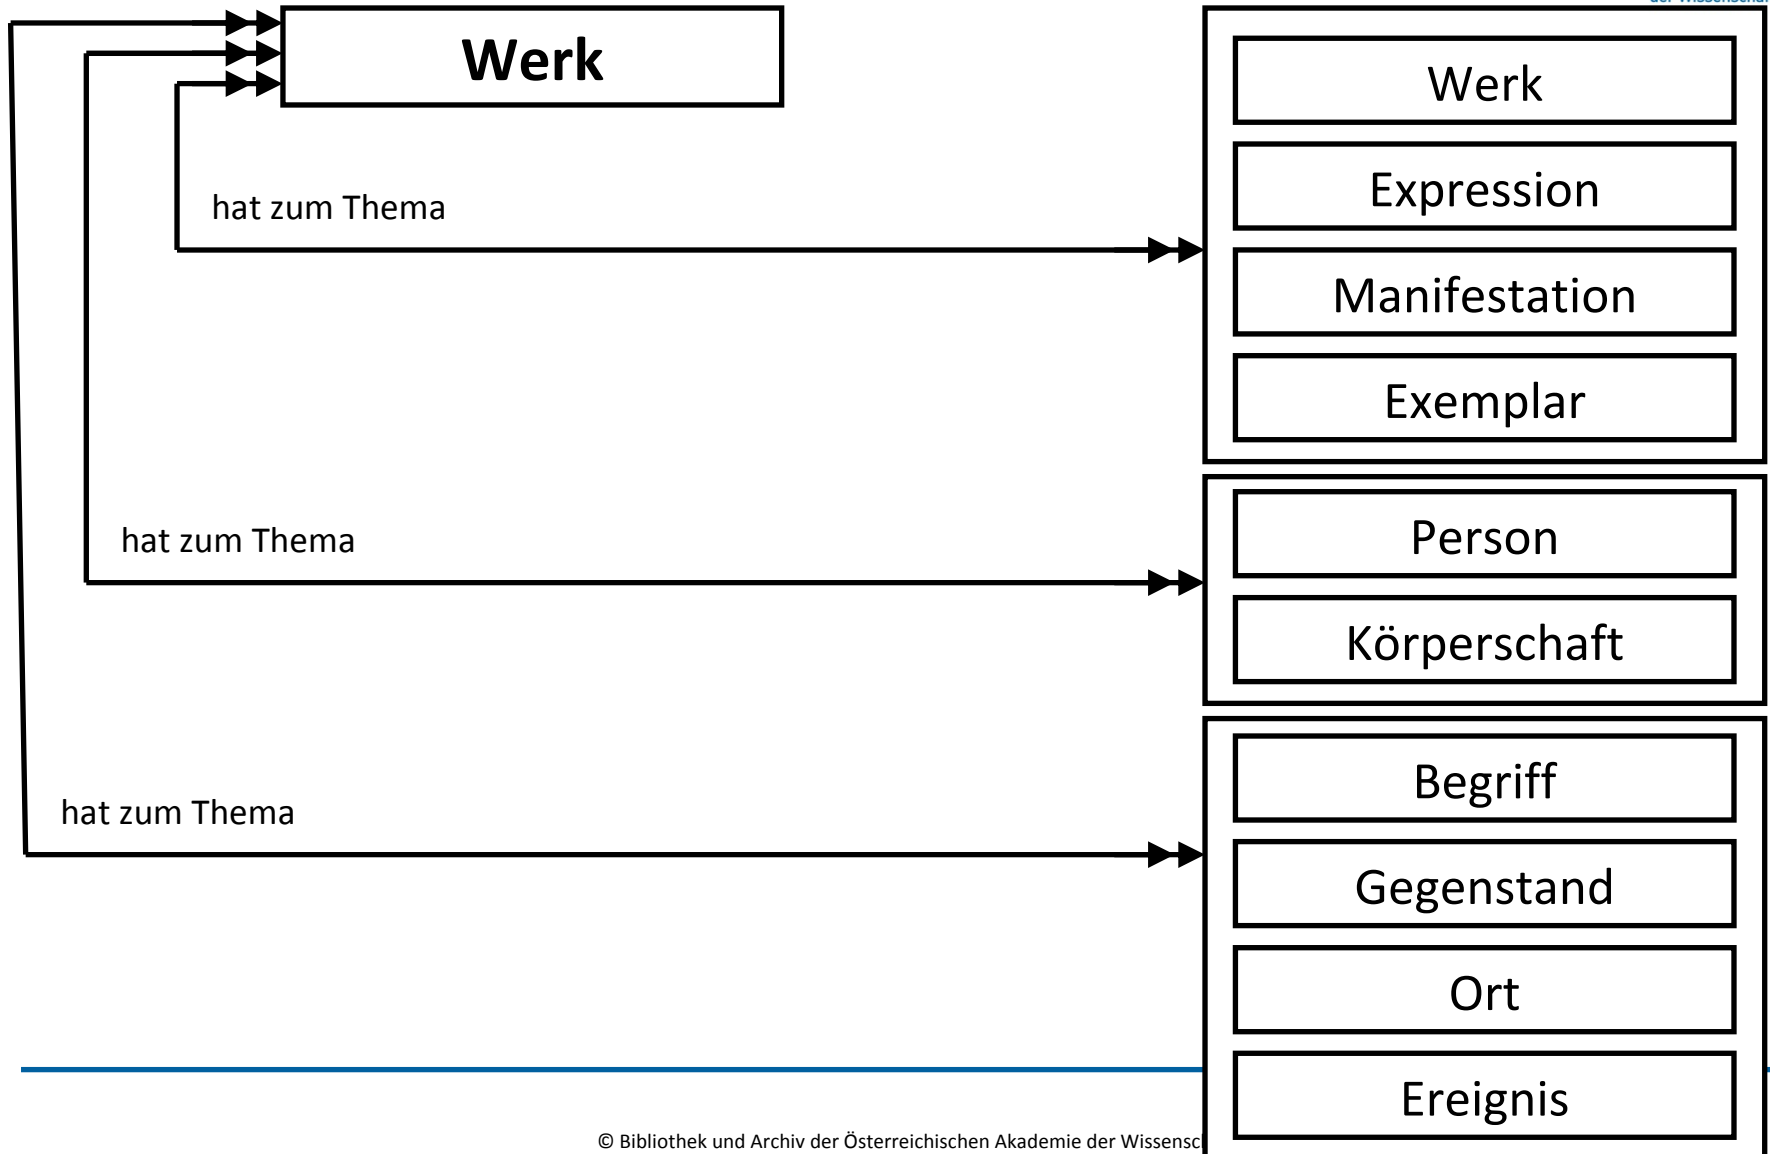 Werk
Werk
Expression
hat zum Thema
Manifestation
Exemplar
Person
hat zum Thema
Körperschaft
Begriff
hat zum Thema
Gegenstand
Ort
Ereignis
© Bibliothek und Archiv der Österreichischen Akademie der